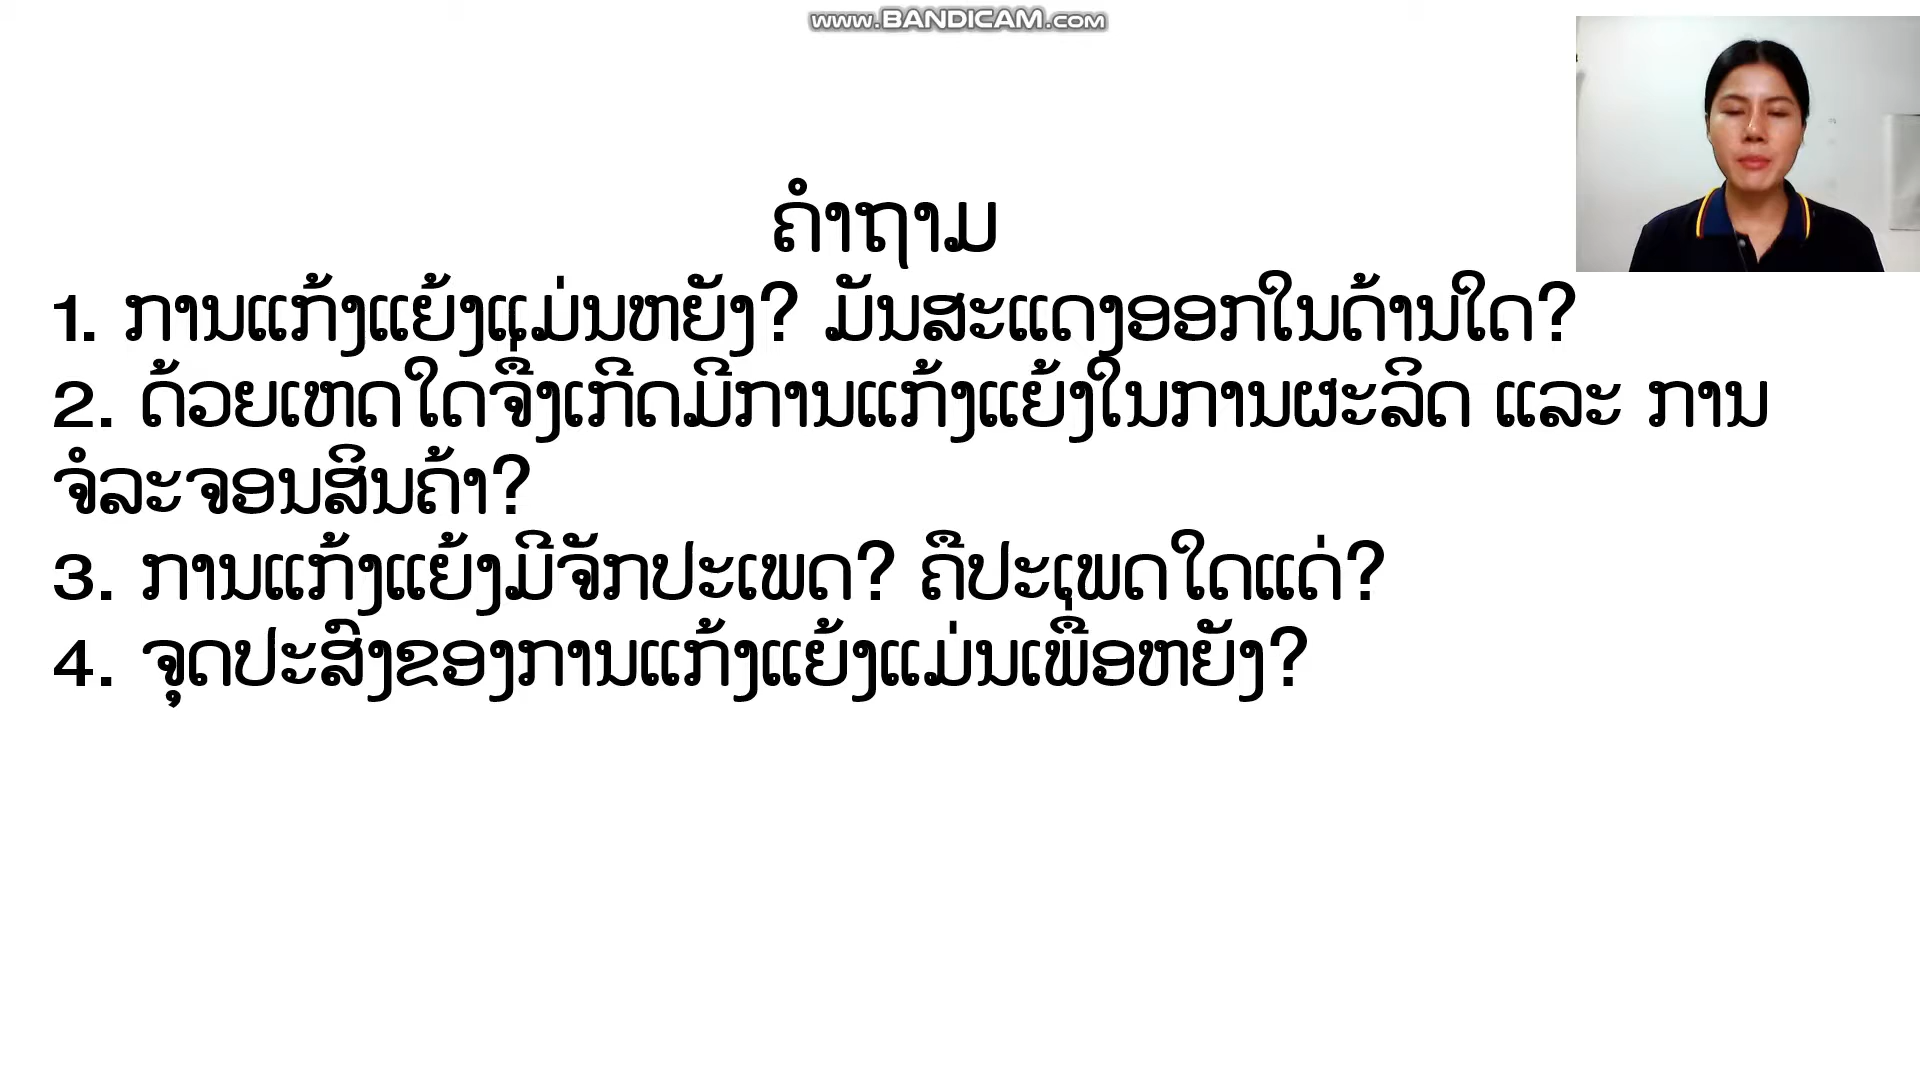 www.BANDICAM.com
ຄຳຖາມ
1. ການແກ້ງແຍ້ງແມ່ນຫຍັງ? ມັນສະແດງອອກໃນດ້ານໃດ?
2. ດ້ວຍເຫດໃດຈຶ່ງເກີດມີການແກ້ງແຍ້ງໃນການຜະລິດ ແລະ ການ
ຈໍລະຈອນສິນຄ້າ?
3. ການແກ້ງແຍ້ງມີຈັກປະເພດ? ຄືປະເພດໃດແດ່?
4. ຈຸດປະສົງຂອງການແກ້ງແຍ້ງແມ່ນເພື່ອຫຍັງ?